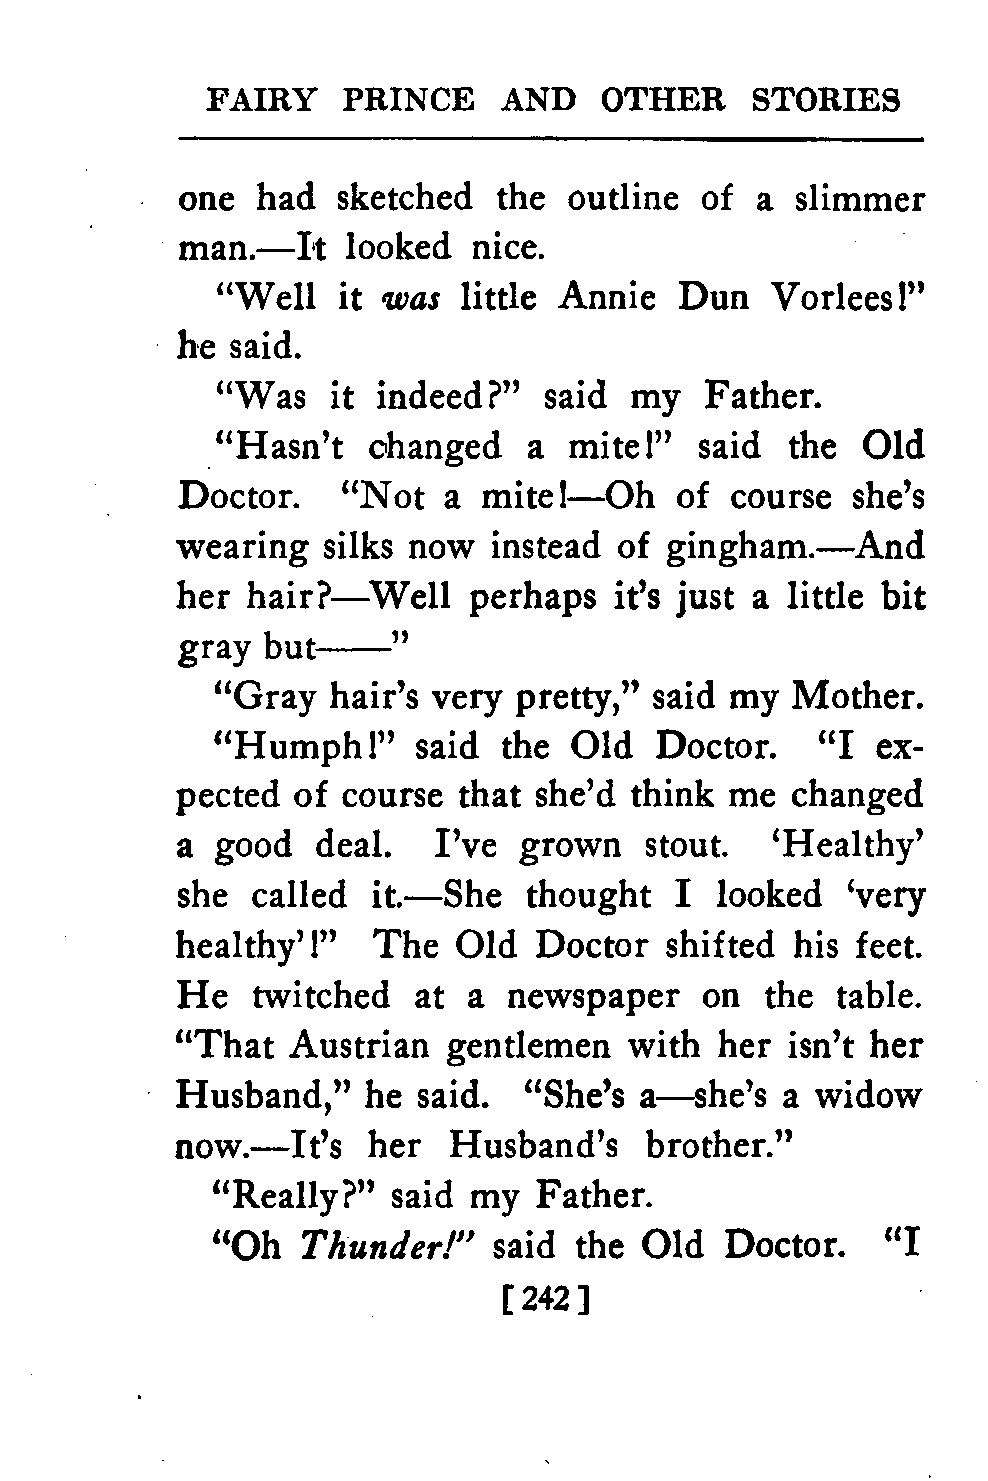 FAIRY PRINCE AND OTHER STORIES
one had sketched the outline of a slimmer
man.—It looked nice.
“Well it was little Annie Dun Vorlees!”
he said.
“Was it indeed?” said my Father.
“Hasn’t changed a mite!” said the Old
Doctor. “Not a mite!—Oh of course she’s
wearing silks now instead of gingham.—And
her hair?—Well perhaps it’s just a little bit
gray but——”
“Gray hair’s very pretty,” said my Mother.
“Humph!” said the Old Doctor. “I ex-
pected of course that she’d think me changed
a good deal. I’ve grown stout. ‘Healthy’
she called it.—She thought I looked ‘very
healthy’!” The Old Doctor shifted his feet.
He twitched at a newspaper on the table.
“That Austrian gentlemen with her isn’t her
Husband,” he said. “She’s a—she’s a widow
now.—It’s her Husband’s brother.”
“Really?” said my Father.
“Oh Thunder!” said the Old Doctor. “I
[242]